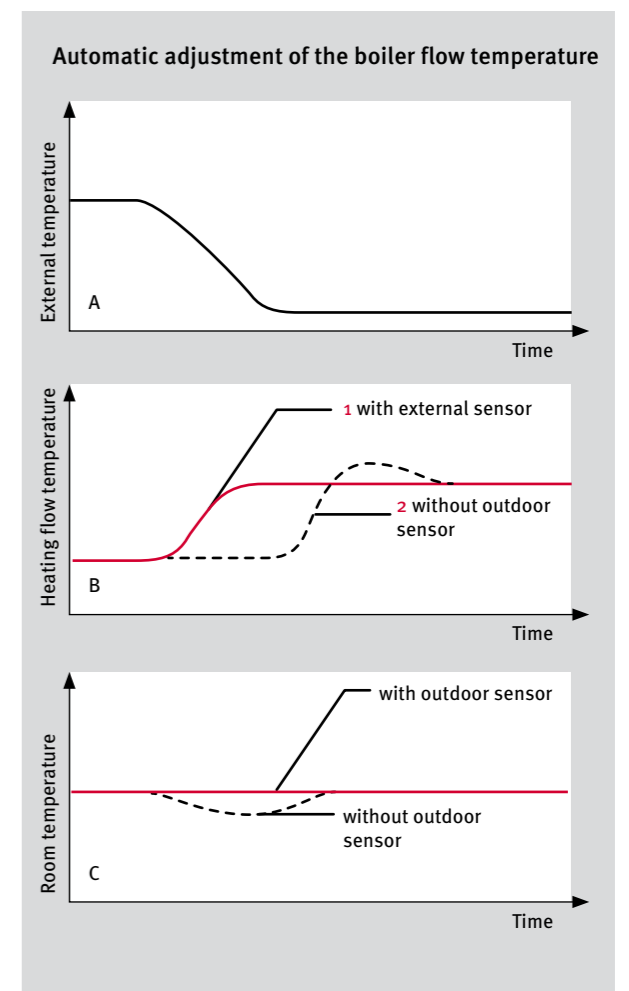 Automatic adjustment of the boiler flow temperature
External temperature
A
Time
Heating flow temperature
1 with external sensor
2 without outdoor
sensor
B
Time
Room temperature
with outdoor sensor
without outdoor
sensor
C
Time